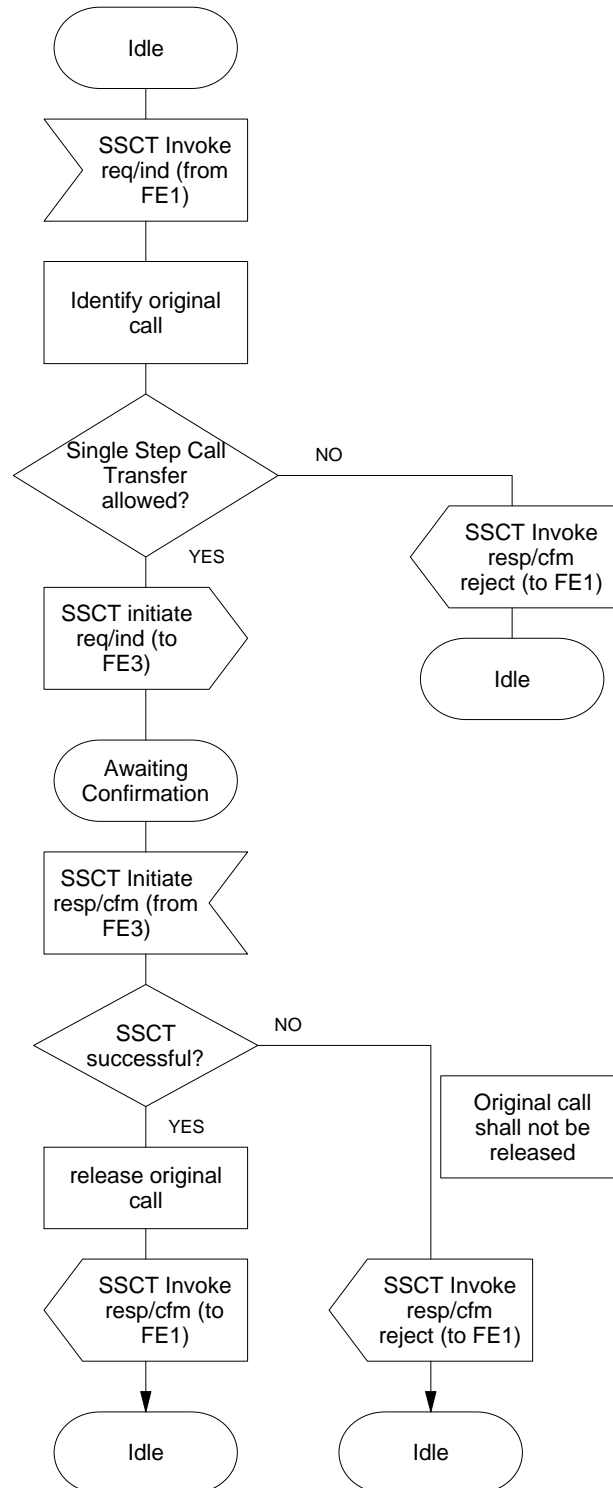 Idle
SSCT Invoke
req/ind (from
FE1)
Identify original
call
Single Step Call
Transfer
allowed?
NO
YES
SSCT Invoke
resp/cfm
reject (to FE1)
Idle
SSCT initiate
req/ind (to
FE3)
Awaiting
Confirmation
SSCT Initiate
resp/cfm (from
FE3)
SSCT
successful?
NO
YES
Original call
shall not be
released
release original
call
SSCT Invoke
resp/cfm (to
FE1)
SSCT Invoke
resp/cfm
reject (to FE1)
Idle
Idle